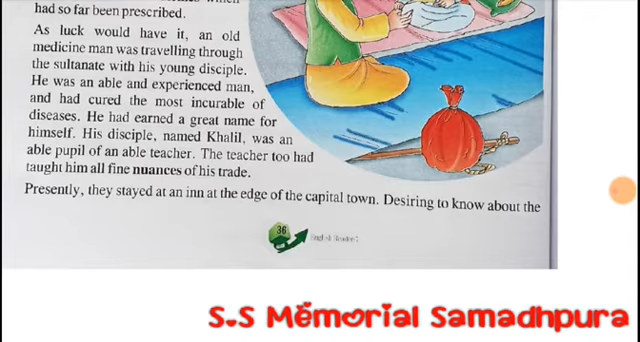 had so far been prescribed.
As luck would have it, an old
medicine man was travelling through
the sultanate with his young disciple.
He was an able and experienced man,
and had cured the most incurable of
diseases. He had earned a great name for
himself. His disciple, named Khalil, was an
able pupil of an able teacher. The teacher too had
taught him all fine nuances of his trade.
Presently, they stayed at an inn at the edge of the capital town. Desiring to know about the
36
English Reader
S.S Memorial Samadhpura